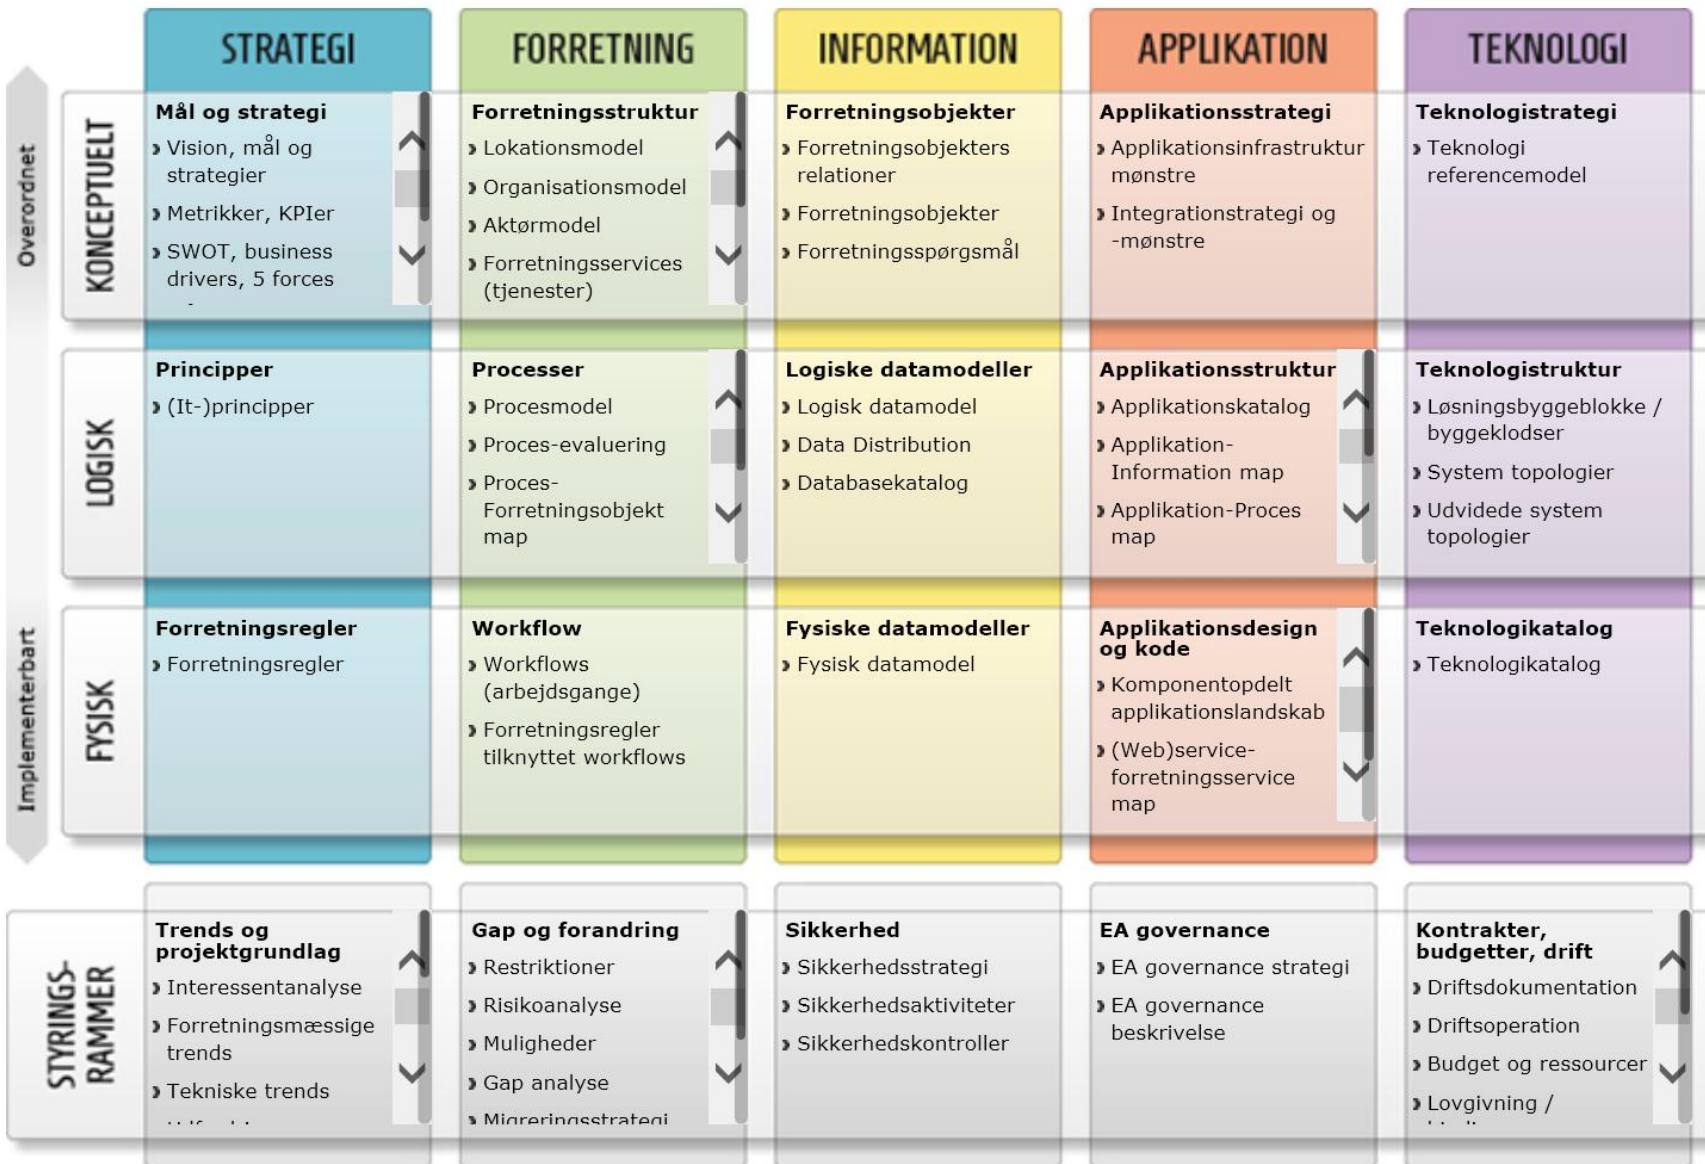 STRATEGI
FORRETNING
INFORMATION
APPLIKATION
TEKNOLOGI
Overordnet
Implementerbart
KONCEPTUELT
Mål og strategi
Vision, mål og
strategier
Metrikker, KPIer
SWOT, business
drivers, 5 forces
Forretningsstruktur
Lokationsmodel
Organisationsmodel
Aktørmodel
Forretningsservices
(tjenester)
Forretningsobjekter
Forretningsobjekters
relationer
Forretningsobjekter
Forretningsspørgsmål
Applikationsstrategi
Applikationsinfrastruktur
mønstre
Integrationstrategi og
-mønstre
Teknologistrategi
Teknologi
referencemodel
LOGISK
Principper
(It-)principper
Processer
Procesmodel
Proces-evaluering
Proces-
Forretningsobjekt
map
Logiske datamodeller
Logisk datamodel
Data Distribution
Databasekatalog
Applikationsstruktur
Applikationskatalog
Applikation-
Information map
Applikation-Proces
map
Teknologistruktur
Løsningsbyggeblokke /
byggeklodser
System topologier
Udvidede system
topologier
FYSISK
Forretningsregler
Forretningsregler
Workflow
Workflows
(arbejdsgange)
Forretningsregler
tilknyttet workflows
Fysiske datamodeller
Fysisk datamodel
Applikationsdesign
og kode
Komponentopdelt
applikationslandskab
(Web)service-
forretningsservice
map
Teknologikatalog
Teknologikatalog
STYRINGS-
RAMMER
Trends og
projektgrundlag
Interessentanalyse
Forretningsmæssige
trends
Tekniske trends
Gap og forandring
Restriktioner
Risikoanalyse
Muligheder
Gap analyse
Migreringsstrategi
Sikkerhed
Sikkerhedsstrategi
Sikkerhedsaktiviteter
Sikkerhedskontroller
EA governance
EA governance strategi
EA governance
beskrivelse
Kontrakter,
budgetter, drift
Driftsdokumentation
Driftsoperation
Budget og ressourcer
Lovgivning /